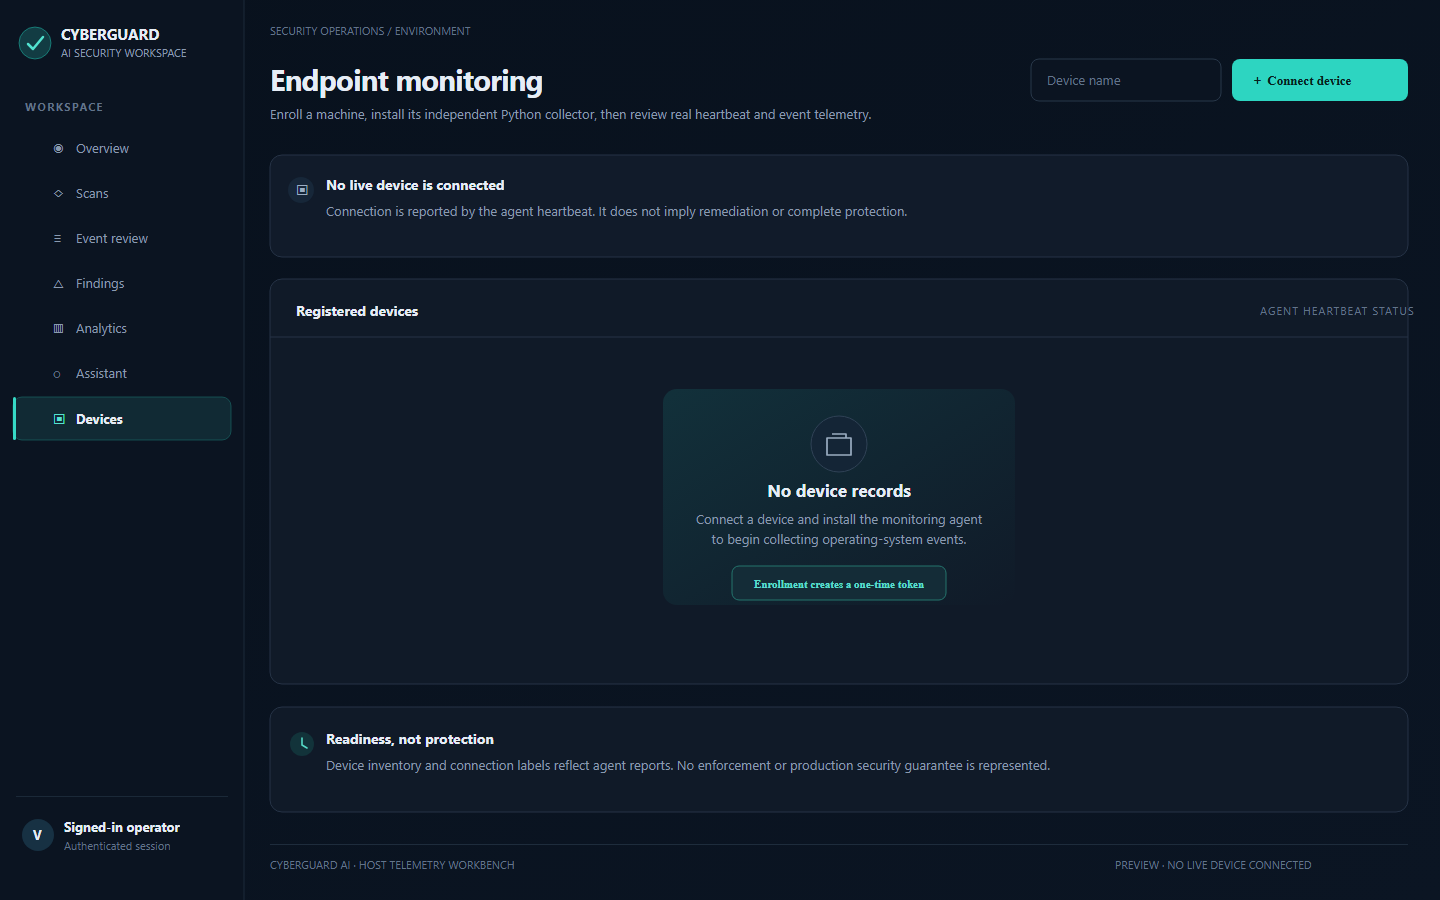 CYBERGUARD
AI SECURITY WORKSPACE
WORKSPACE
Overview
Scans
Event review
Findings
Analytics
Assistant
Devices
V
Signed-in operator
Authenticated session
SECURITY OPERATIONS / ENVIRONMENT
Endpoint monitoring
Enroll a machine, install its independent Python collector, then review real heartbeat and event telemetry.
Device name
+ Connect device
No live device is connected
Connection is reported by the agent heartbeat. It does not imply remediation or complete protection.
Registered devices
AGENT HEARTBEAT STATUS
No device records
Connect a device and install the monitoring agent
to begin collecting operating-system events.
Enrollment creates a one-time token
Readiness, not protection
Device inventory and connection labels reflect agent reports. No enforcement or production security guarantee is represented.
CYBERGUARD AI · HOST TELEMETRY WORKBENCH
PREVIEW · NO LIVE DEVICE CONNECTED